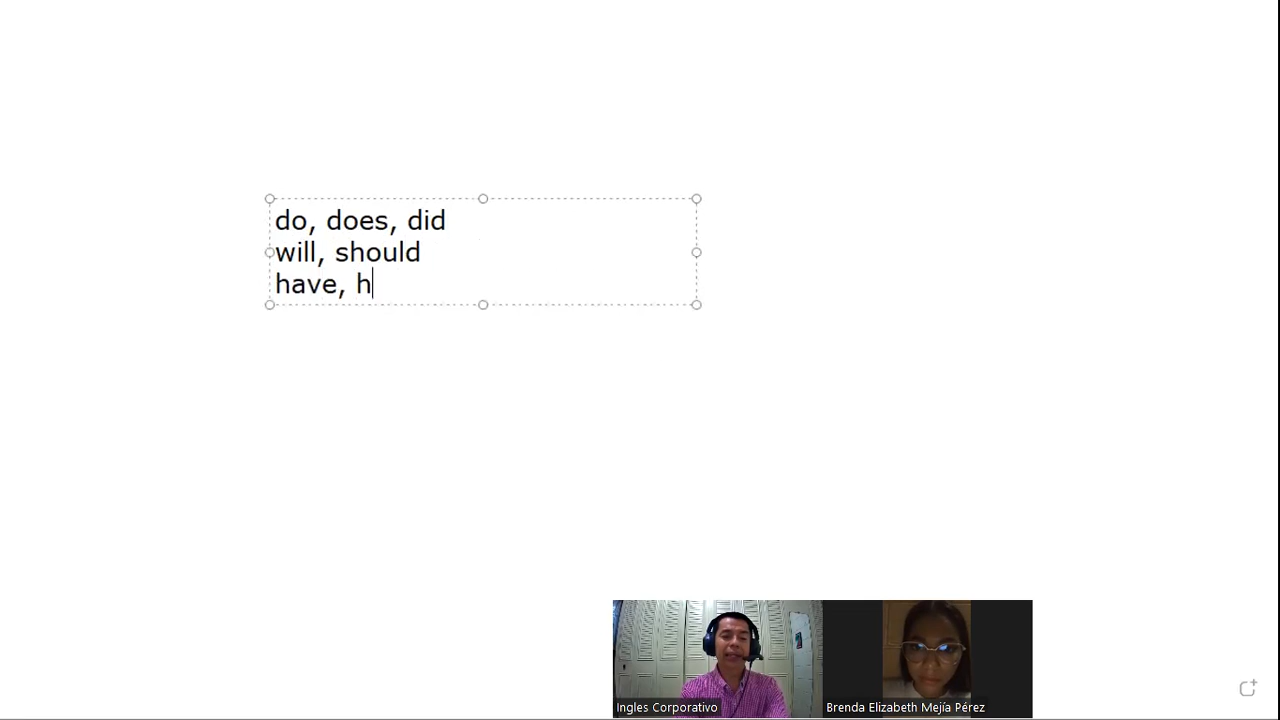 do, does, did
will, should
have, h
Ingles Corporativo
Brenda Elizabeth Mejía Pérez